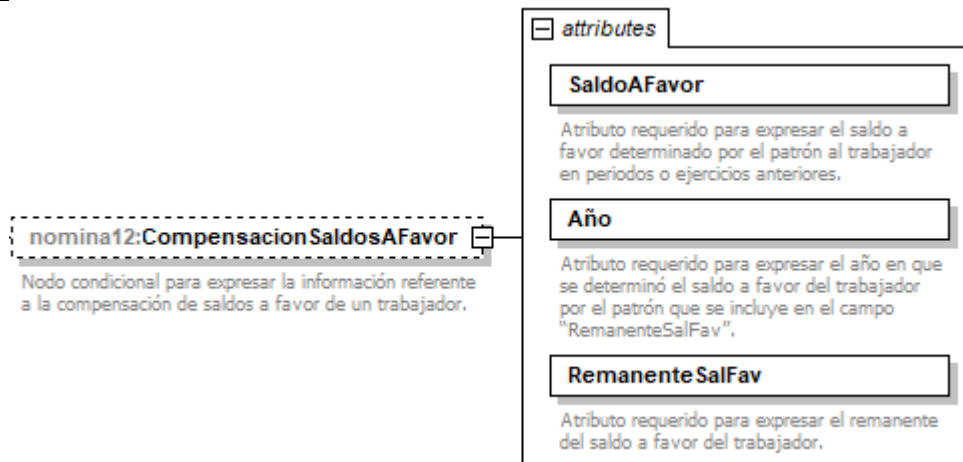 attributes
SaldoAFavor
Atributo requerido para expresar el saldo a
favor determinado por el patrón al trabajador
en periodos o ejercicios anteriores.
nomina12:CompensacionSaldosAFavor
Nodo condicional para expresar la información referente
a la compensación de saldos a favor de un trabajador.
Año
Atributo requerido para expresar el año en que
se determinó el saldo a favor del trabajador
por el patrón que se incluye en el campo
"RemanenteSalFav".
RemanenteSalFav
Atributo requerido para expresar el remanente
del saldo a favor del trabajador.